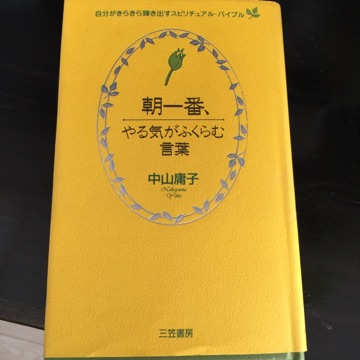 自分がきらきら輝き出すスピリチュアル・バイブル
朝一番、
やる気がふくらむ
言葉
中山庸子
Nakayama
Yoko
三笠書房